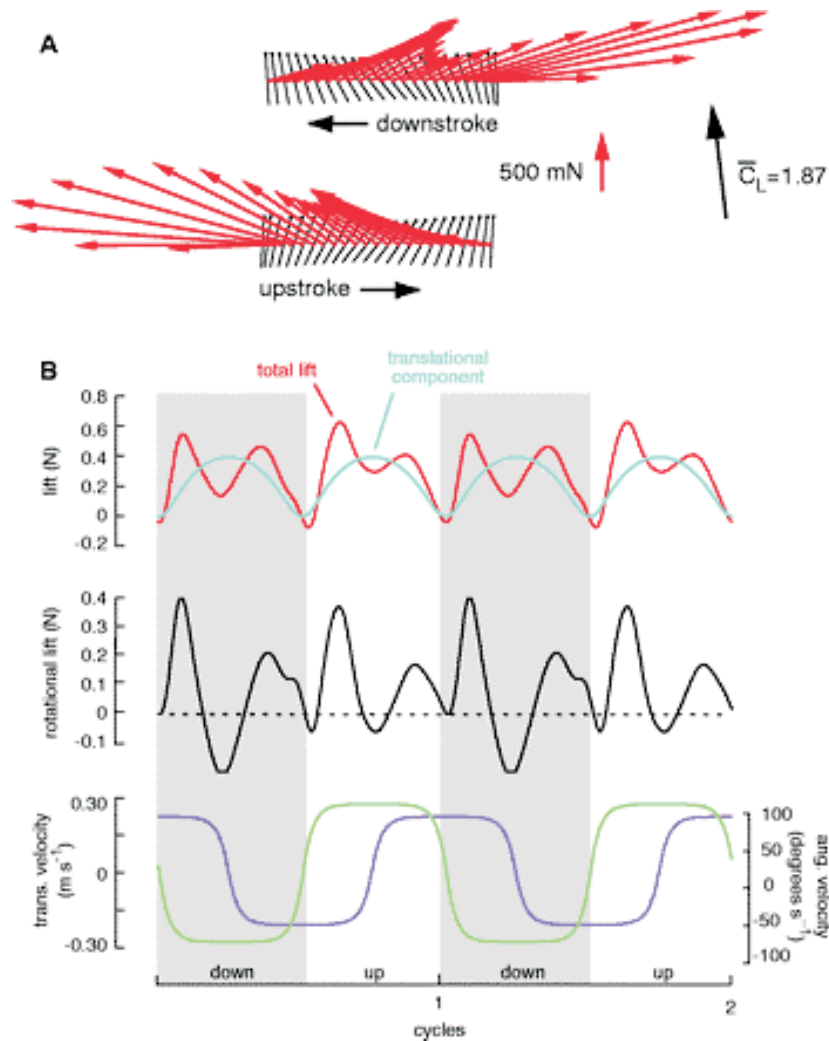 A
downstroke
500 mN
C̅L=1.87
upstroke
B
total lift
translational
component
0.8
0.6
0.4
0.2
0
-0.2
lift (N)
0.4
0.3
0.2
0.1
0
-0.1
rotational lift (N)
0.30
0
-0.30
trans. velocity
(m s⁻¹)
100
50
0
-50
-100
ang. velocity
(degrees s⁻¹)
down
up
down
up
1
2
cycles